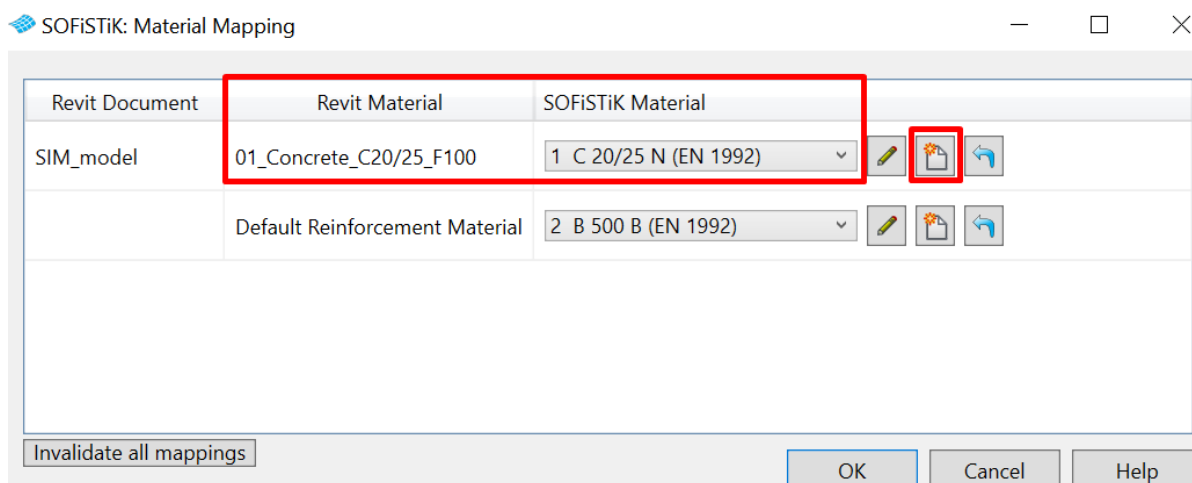 SOFiSTiK: Material Mapping
Revit Document Revit Material SOFiSTiK Material
SIM_model 01_Concrete_C20/25_F100 1 C 20/25 N (EN 1992)
Default Reinforcement Material 2 B 500 B (EN 1992)
Invalidate all mappings
OK Cancel Help